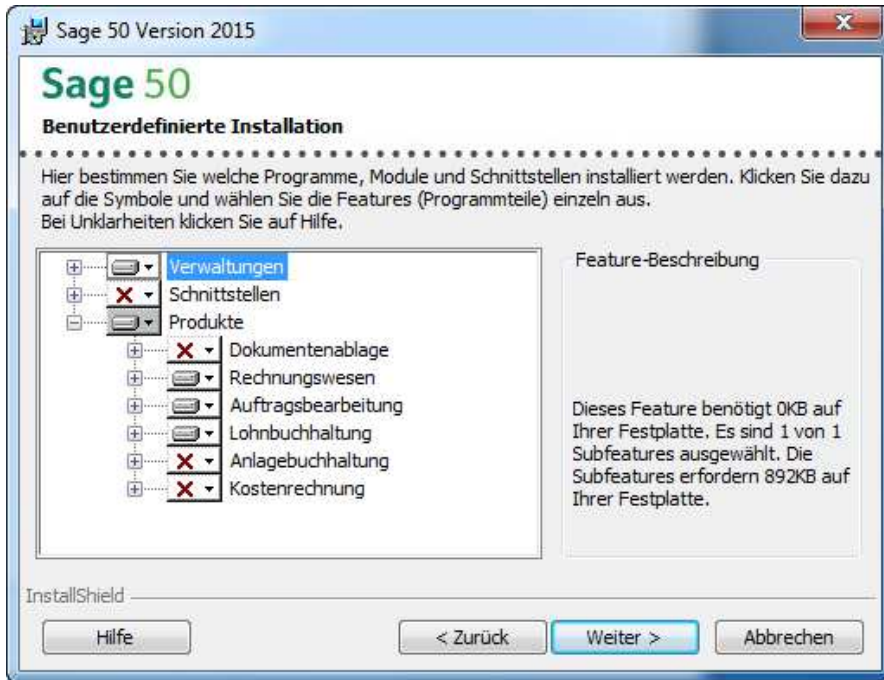 Sage 50 Version 2015
Sage 50
Benutzerdefinierte Installation
Hier bestimmen Sie welche Programme, Module und Schnittstellen installiert werden. Klicken Sie dazu
auf die Symbole und wählen Sie die Features (Programmteile) einzeln aus.
Bei Unklarheiten klicken Sie auf Hilfe.
Verwaltungen
Schnittstellen
Produkte
Dokumentenablage
Rechnungswesen
Auftragsbearbeitung
Lohnbuchhaltung
Anlagebuchhaltung
Kostenrechnung
Feature-Beschreibung
Dieses Feature benötigt 0KB auf
Ihrer Festplatte. Es sind 1 von 1
Subfeatures ausgewählt. Die
Subfeatures erfordern 892KB auf
Ihrer Festplatte.
InstallShield
Hilfe
< Zurück
Weiter >
Abbrechen